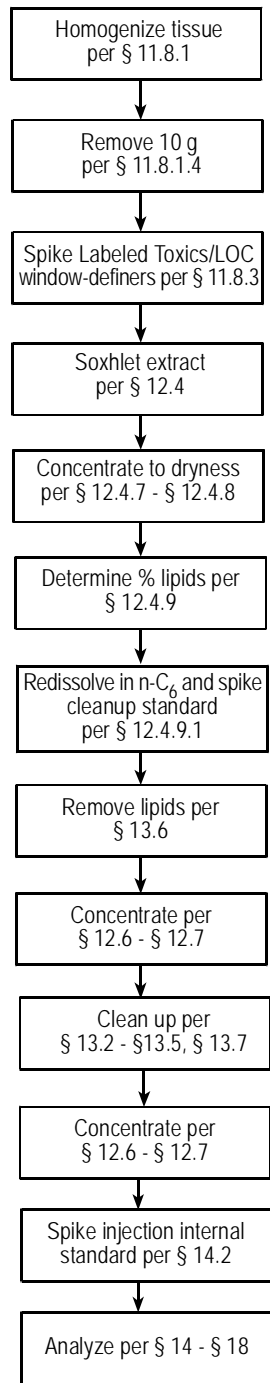 Homogenize tissue
per § 11.8.1
Remove 10 g
per § 11.8.1.4
Spike Labeled Toxics/LOC
window-definers per § 11.8.3
Soxhlet extract
per § 12.4
Concentrate to dryness
per § 12.4.7 - § 12.4.8
Determine % lipids per
§ 12.4.9
Redissolve in n-C6 and spike
cleanup standard
per § 12.4.9.1
Remove lipids per
§ 13.6
Concentrate per
§ 12.6 - § 12.7
Clean up per
§ 13.2 - §13.5, § 13.7
Concentrate per
§ 12.6 - § 12.7
Spike injection internal
standard per § 14.2
Analyze per § 14 - § 18